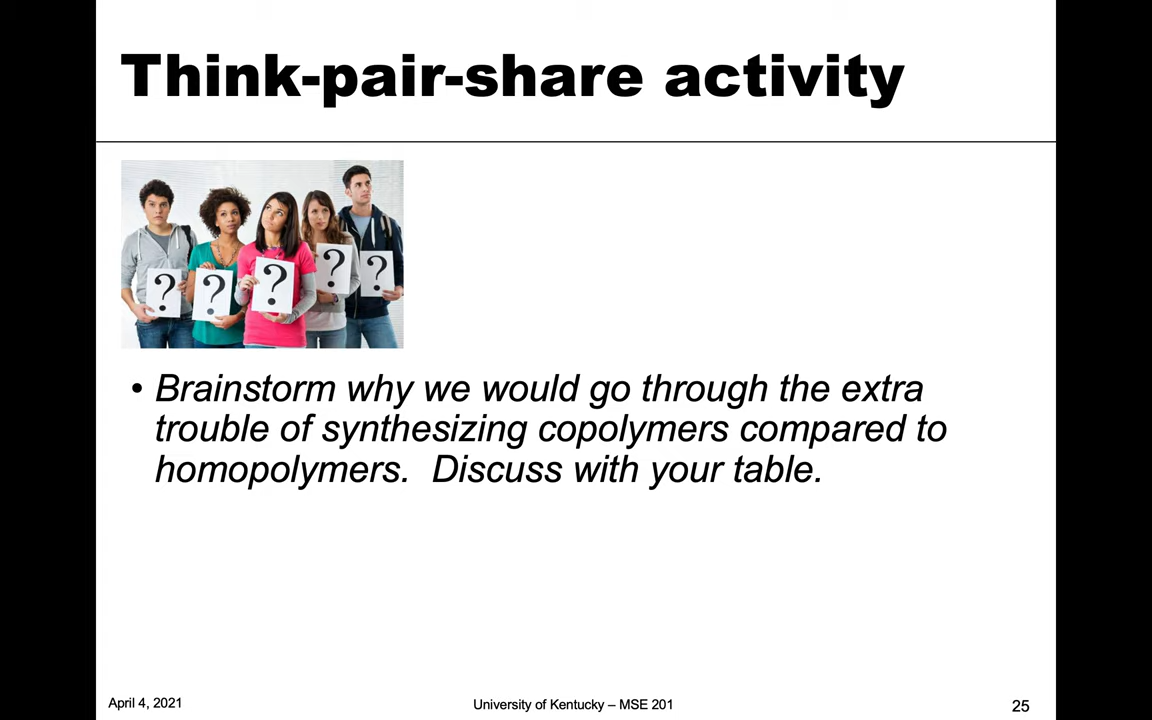 Think-pair-share activity
? ? ? ? ?
• Brainstorm why we would go through the extra
trouble of synthesizing copolymers compared to
homopolymers.  Discuss with your table.
April 4, 2021
University of Kentucky – MSE 201
25